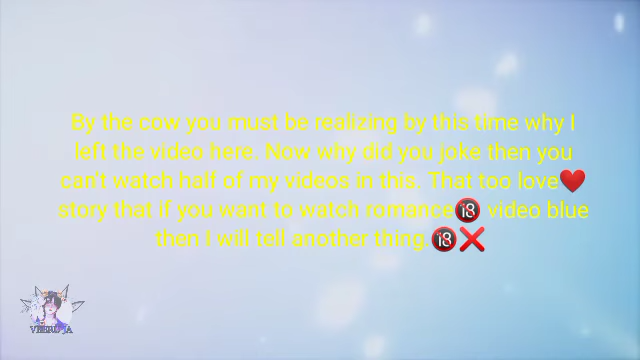 By the cow you must be realizing by this time why I
left the video here. Now why did you joke then you
can't watch half of my videos in this. That too love❤️
story that if you want to watch romance🔞 video blue
then I will tell another thing.🔞❌